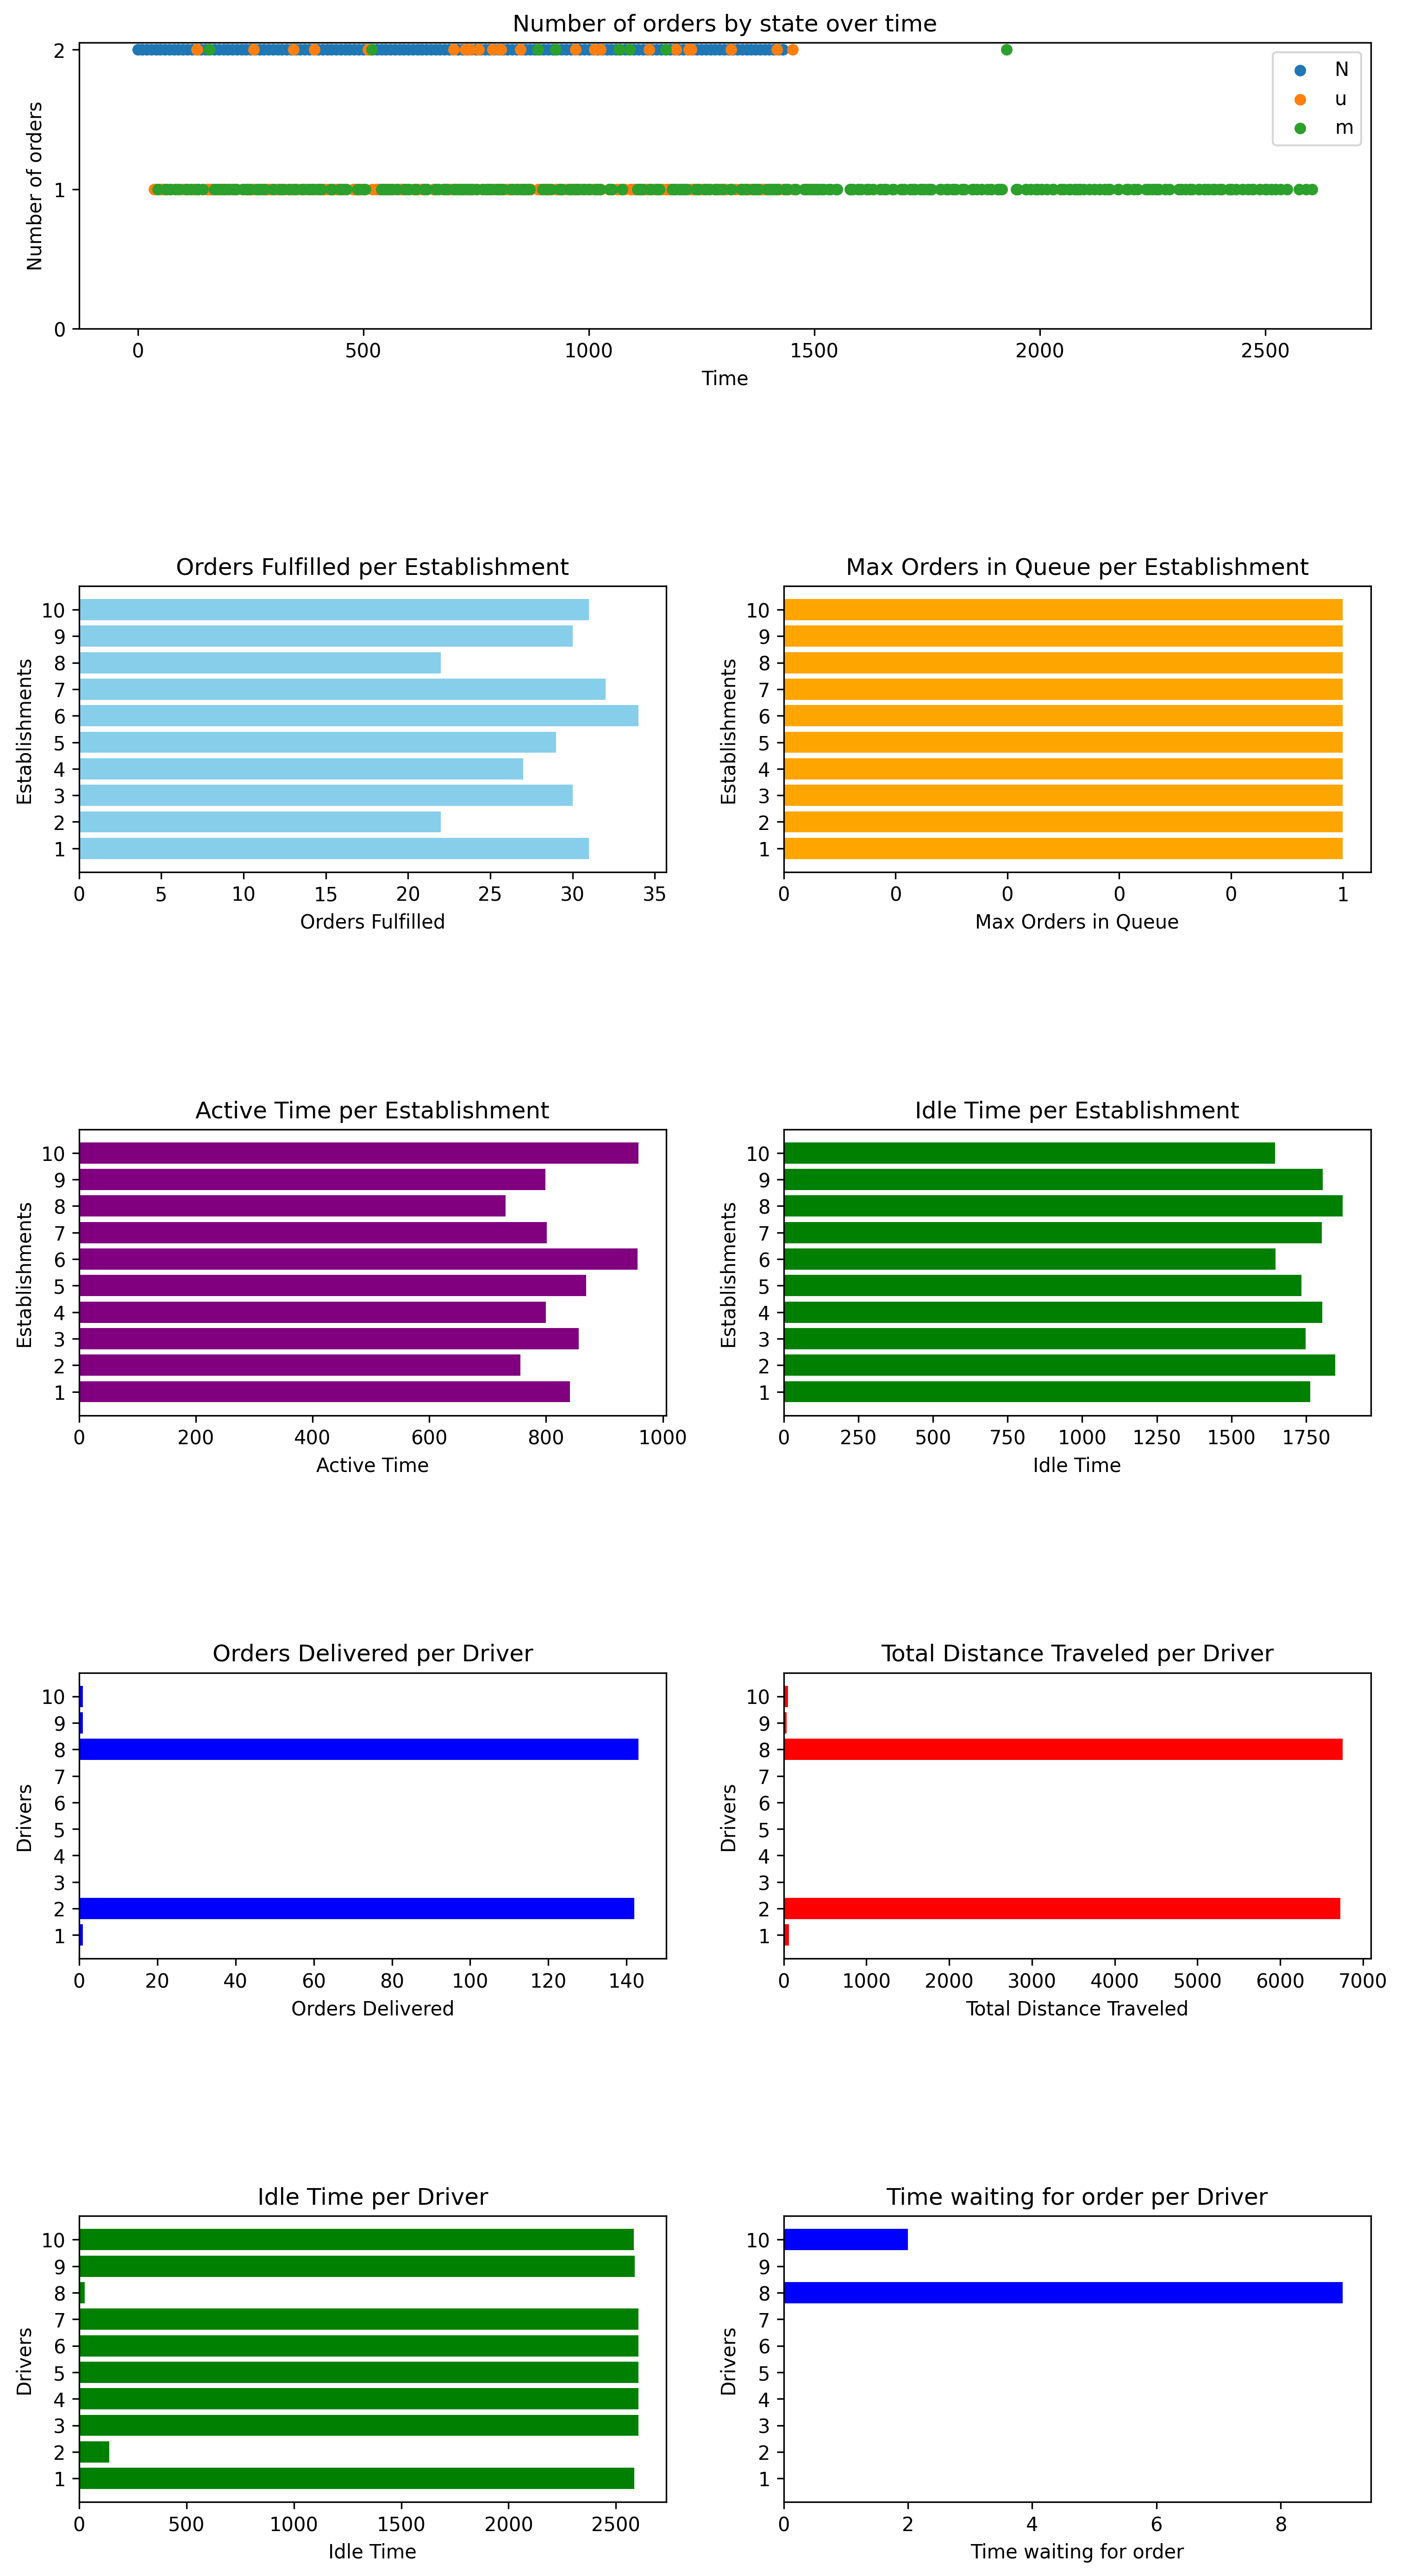 Number of orders by state over time
2
1
0
Number of orders
N
u
m
0 500 1000 1500 2000 2500
Time
Orders Fulfilled per Establishment
10
9
8
7
6
5
4
3
2
1
Establishments
0 5 10 15 20 25 30 35
Orders Fulfilled
Max Orders in Queue per Establishment
10
9
8
7
6
5
4
3
2
1
Establishments
0 0 0 0 0 1
Max Orders in Queue
Active Time per Establishment
10
9
8
7
6
5
4
3
2
1
Establishments
0 200 400 600 800 1000
Active Time
Idle Time per Establishment
10
9
8
7
6
5
4
3
2
1
Establishments
0 250 500 750 1000 1250 1500 1750
Idle Time
Orders Delivered per Driver
10
9
8
7
6
5
4
3
2
1
Drivers
0 20 40 60 80 100 120 140
Orders Delivered
Total Distance Traveled per Driver
10
9
8
7
6
5
4
3
2
1
Drivers
0 1000 2000 3000 4000 5000 6000 7000
Total Distance Traveled
Idle Time per Driver
10
9
8
7
6
5
4
3
2
1
Drivers
0 500 1000 1500 2000 2500
Idle Time
Time waiting for order per Driver
10
9
8
7
6
5
4
3
2
1
Drivers
0 2 4 6 8
Time waiting for order